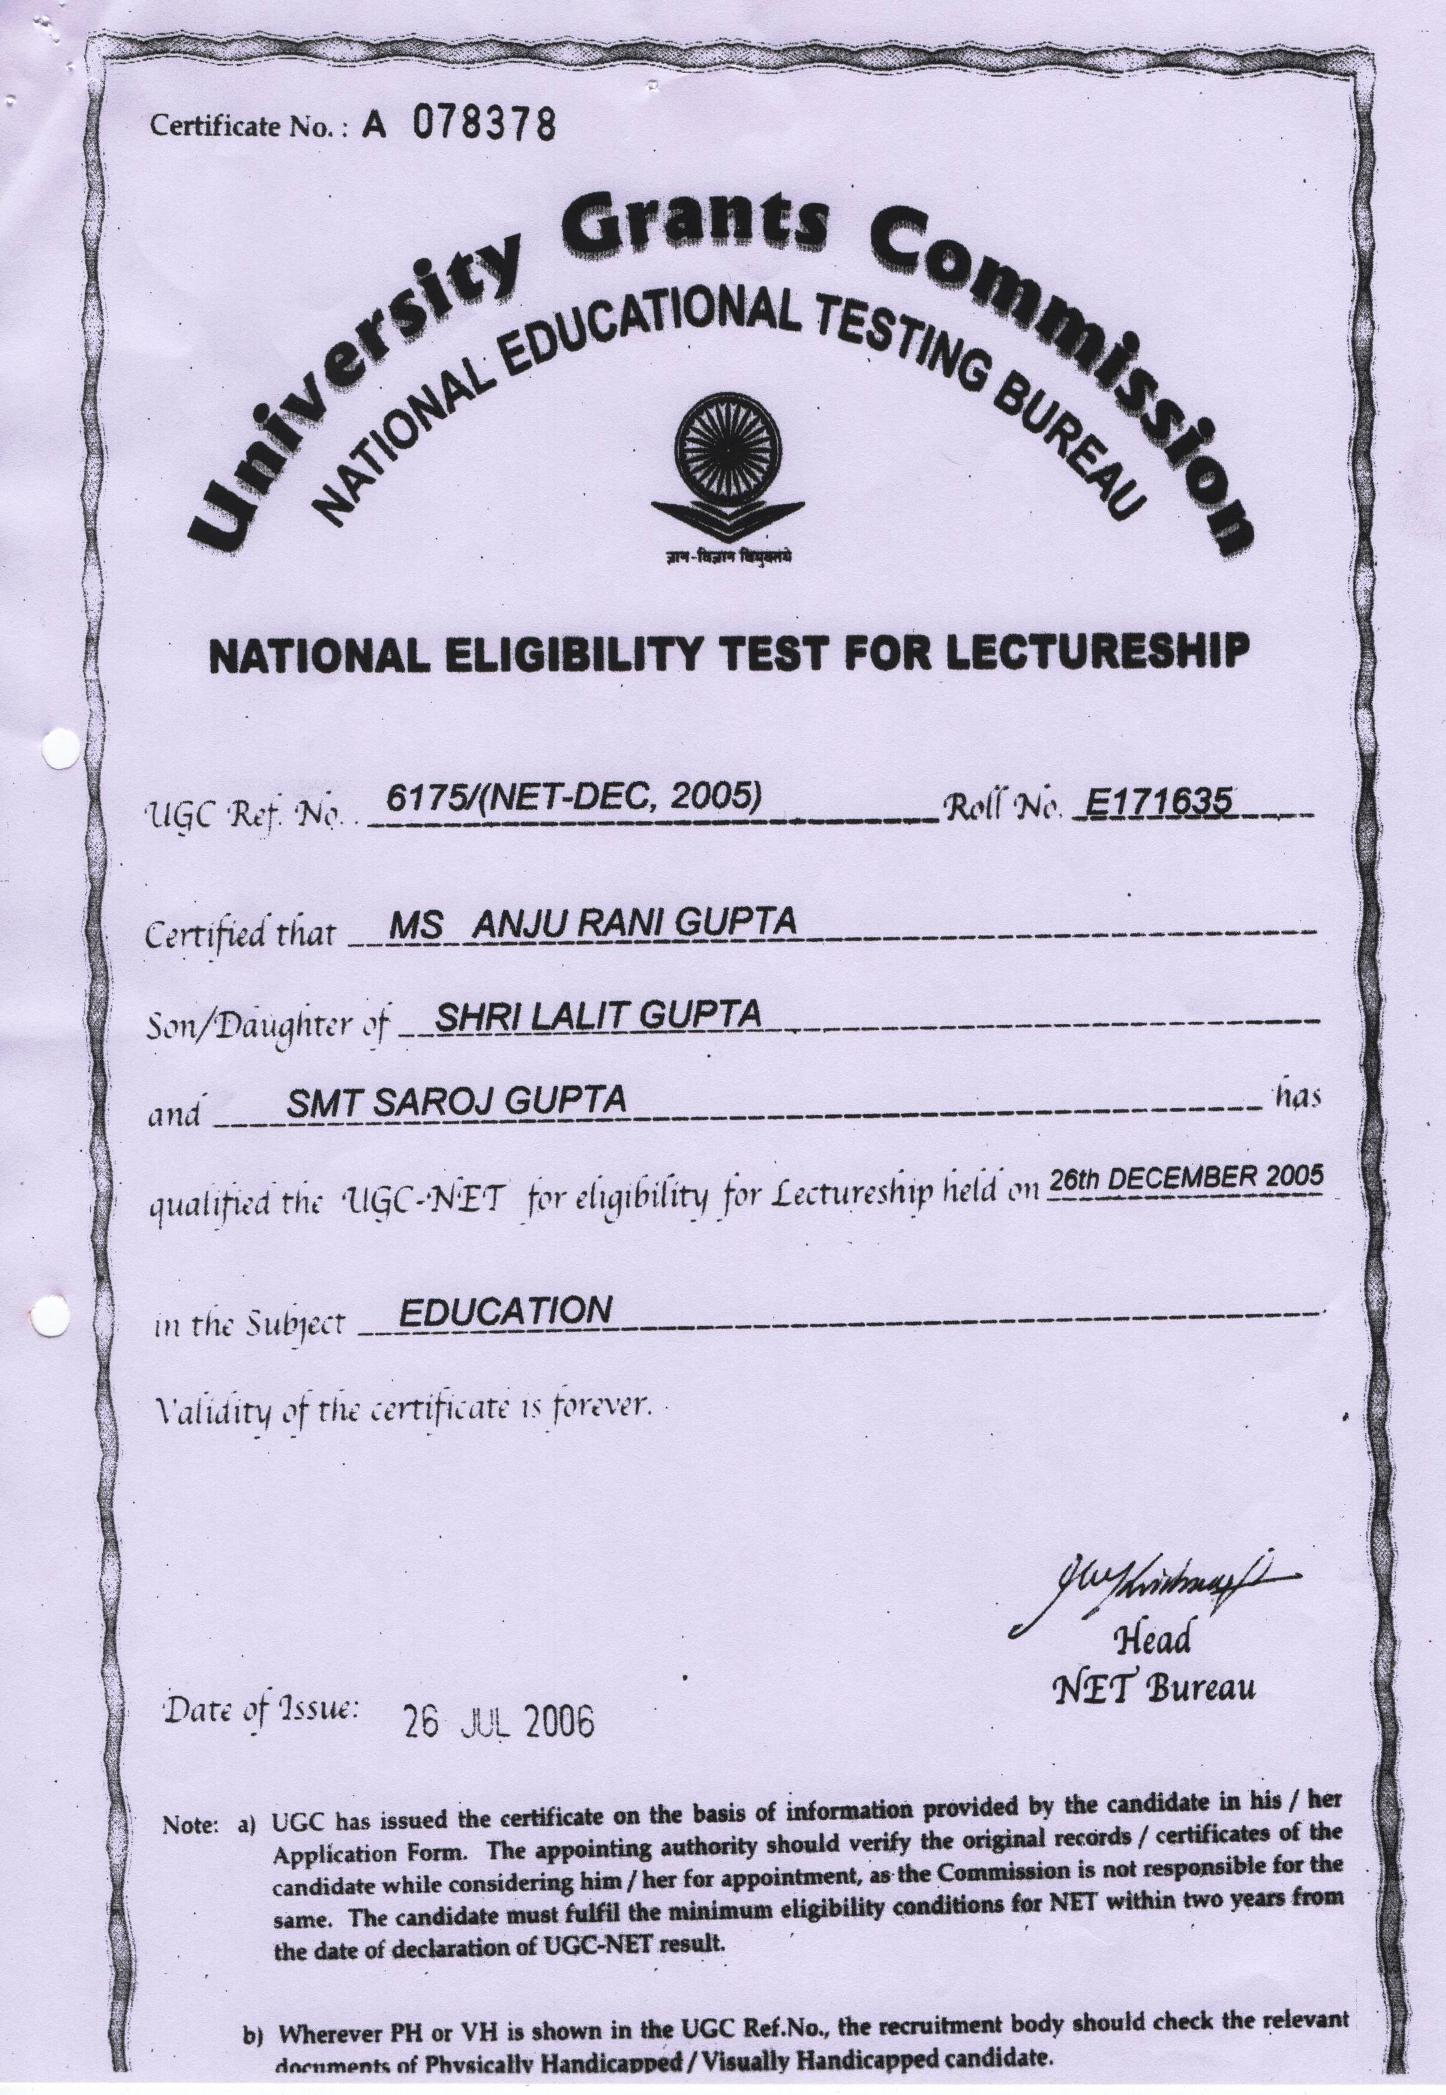 Certificate No. : A 078378
University Grants Commission
NATIONAL EDUCATIONAL TESTING BUREAU
ज्ञान-विज्ञान विमुक्तये
NATIONAL ELIGIBILITY TEST FOR LECTURESHIP
UGC Ref. No. 6175/(NET-DEC, 2005) Roll No. E171635
Certified that MS ANJU RANI GUPTA
Son/Daughter of SHRI LALIT GUPTA
and SMT SAROJ GUPTA has
qualified the UGC-NET for eligibility for Lectureship held on 26th DECEMBER 2005
in the Subject EDUCATION
Validity of the certificate is forever.
Head
NET Bureau
Date of Issue: 26 JUL 2006
Note: a) UGC has issued the certificate on the basis of information provided by the candidate in his / her
Application Form. The appointing authority should verify the original records / certificates of the
candidate while considering him / her for appointment, as the Commission is not responsible for the
same. The candidate must fulfil the minimum eligibility conditions for NET within two years from
the date of declaration of UGC-NET result.
b) Wherever PH or VH is shown in the UGC Ref.No., the recruitment body should check the relevant
documents of Physically Handicapped / Visually Handicapped candidate.